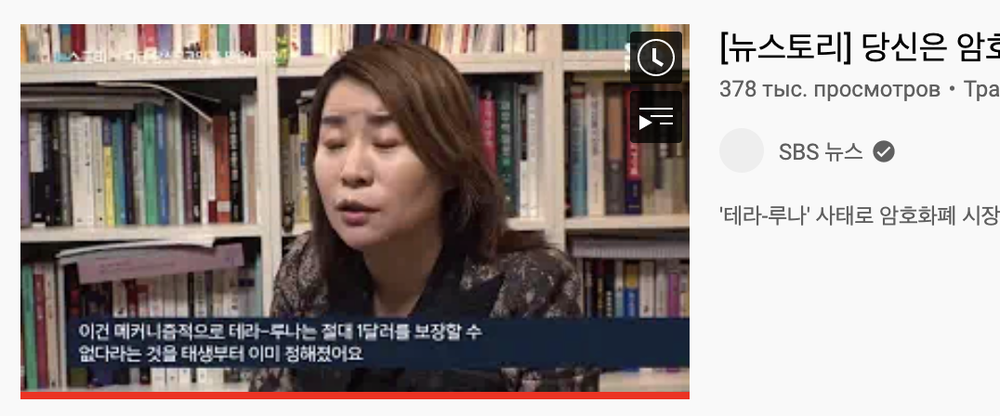 이건 메커니즘적으로 테라-루나는 절대 1달러를 보장할 수
없다라는 것을 태생부터 이미 정해졌어요
[뉴스토리] 당신은 암호
378 тыс. просмотров • Тра
SBS 뉴스
'테라-루나' 사태로 암호화폐 시장